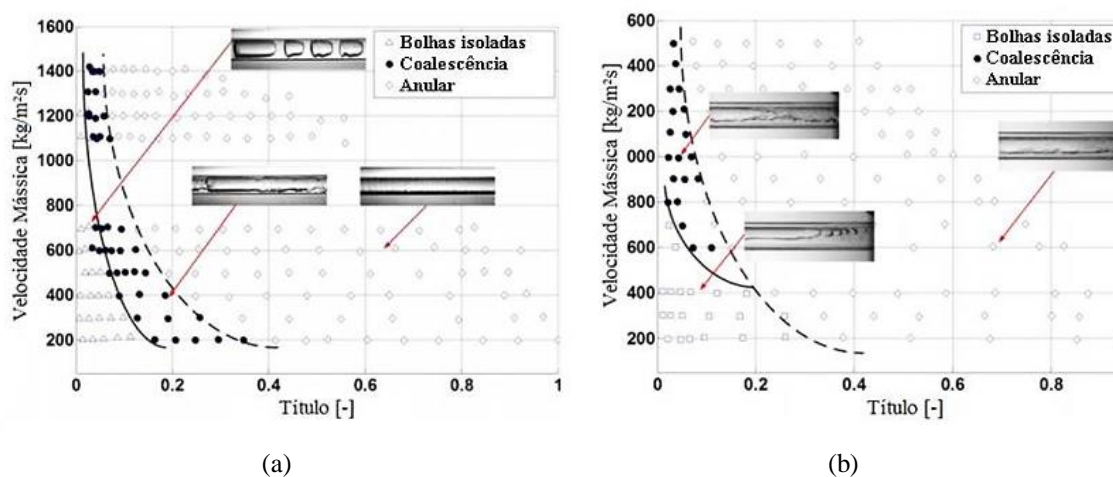 (a)
Bolhas isoladas
Coalescência
Anular
1600
1400
1200
1000
800
600
400
200
Velocidade Mássica [kg/m²s]
0
0.2
0.4
0.6
0.8
1
Título [-]
(a)
(b)
Bolhas isoladas
Coalescência
Anular
600
400
200
000
800
600
400
200
0
Velocidade Mássica [kg/m²s]
0
0.2
0.4
0.6
0.8
Título [-]
(b)